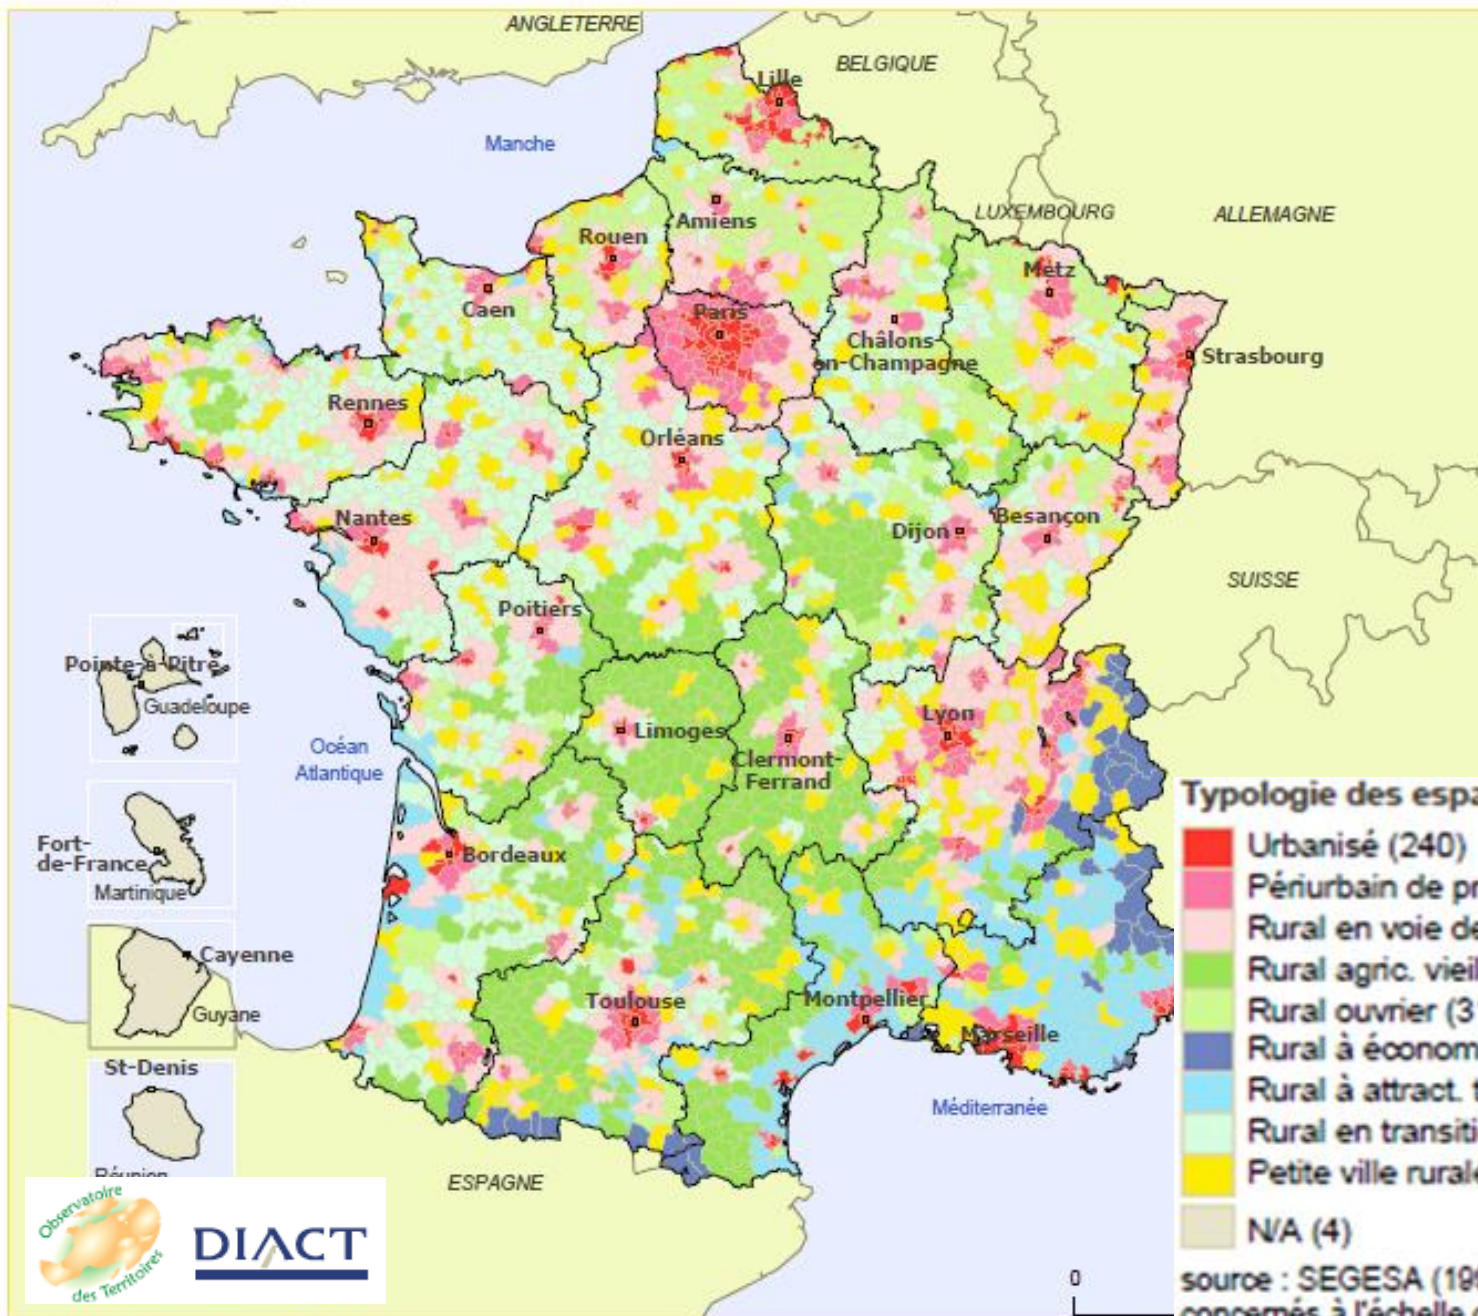 ANGLETERRE
BELGIQUE
Lille
Manche
LUXEMBOURG
ALLEMAGNE
Amiens
Rouen
Metz
Caen
Paris
Châlons-
en-Champagne
Strasbourg
Rennes
Orléans
Nantes
Dijon
Besançon
SUISSE
Poitiers
Pointe-à-Pitre
Guadeloupe
Océan
Atlantique
Limoges
Lyon
Clermont-
Ferrand
Fort-
de-France
Martinique
Bordeaux
Cayenne
Guyane
Toulouse
Montpellier
Marseille
St-Denis
Réunion
Méditerranée
ESPAGNE
Observatoire
des Territoires
DIACT
0
Typologie des espa
Urbanisé (240)
Périurbain de pr
Rural en voie de
Rural agric. vieil
Rural ouvrier (3
Rural à économ
Rural à attract. t
Rural en transiti
Petite ville rurale
N/A (4)
source : SEGESA (199
concernés à l'échelle